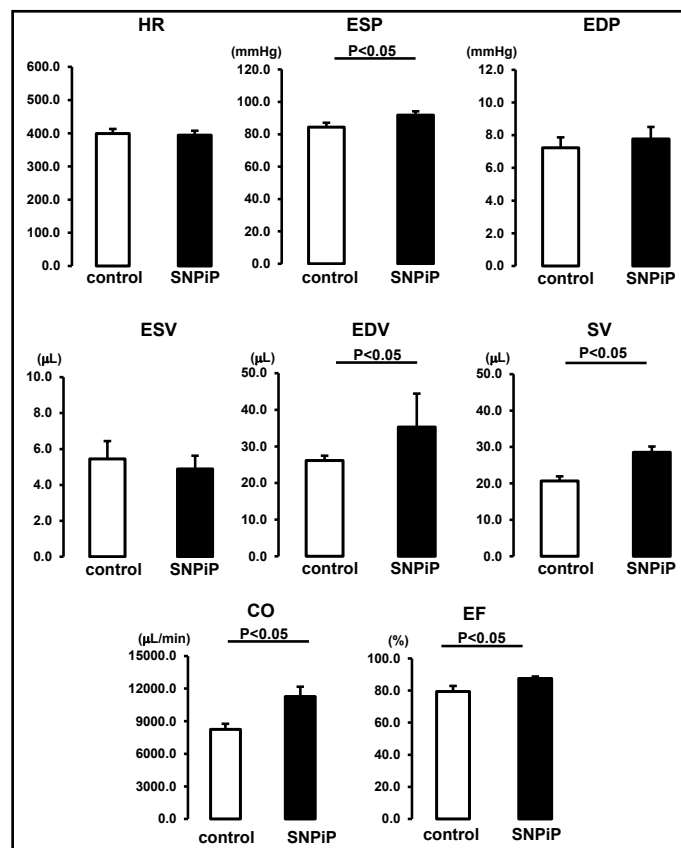 HR
600.0
500.0
400.0
300.0
200.0
100.0
0.0
control SNPiP
ESP
(mmHg)
P<0.05
120.0
100.0
80.0
60.0
40.0
20.0
0.0
control SNPiP
EDP
(mmHg)
12.0
10.0
8.0
6.0
4.0
2.0
0.0
control SNPiP
ESV
(μL)
10.0
8.0
6.0
4.0
2.0
0.0
control SNPiP
EDV
(μL)
P<0.05
50.0
40.0
30.0
20.0
10.0
0.0
control SNPiP
SV
(μL)
P<0.05
50.0
40.0
30.0
20.0
10.0
0.0
control SNPiP
CO
(μL/min)
P<0.05
15000.0
12000.0
9000.0
6000.0
3000.0
0.0
control SNPiP
EF
(%)
P<0.05
100.0
80.0
60.0
40.0
20.0
0.0
control SNPiP